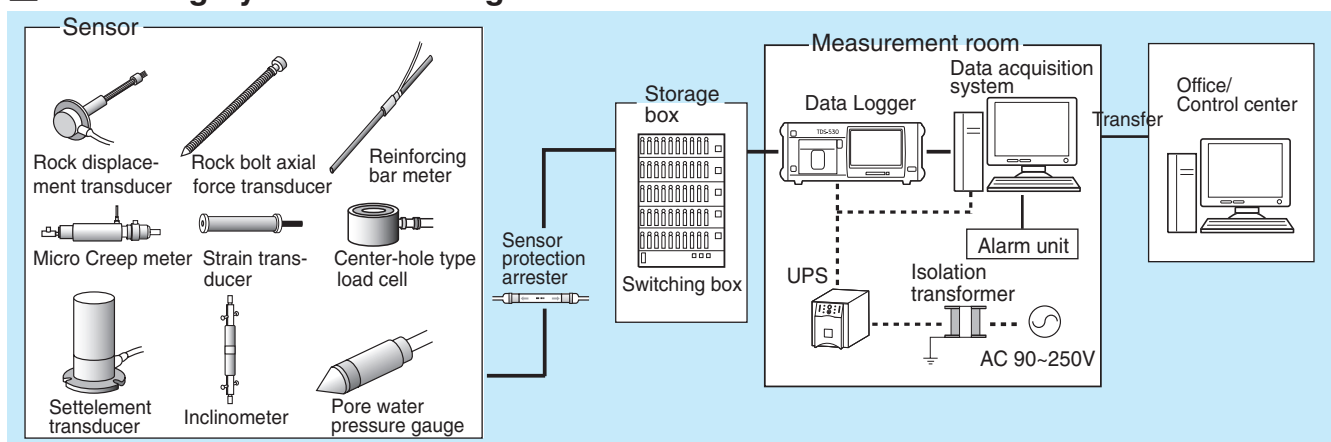 Sensor
Rock displace-
ment transducer
Rock bolt axial
force transducer
Reinforcing
bar meter
Micro Creep meter
Strain trans-
ducer
Center-hole type
load cell
Settelement
transducer
Inclinometer
Pore water
pressure gauge
Sensor
protection
arrester
Storage
box
Switching box
Measurement room
Data Logger
TDS-530
Data acquisition
system
Alarm unit
UPS
Isolation
transformer
AC 90~250V
Transfer
Office/
Control center